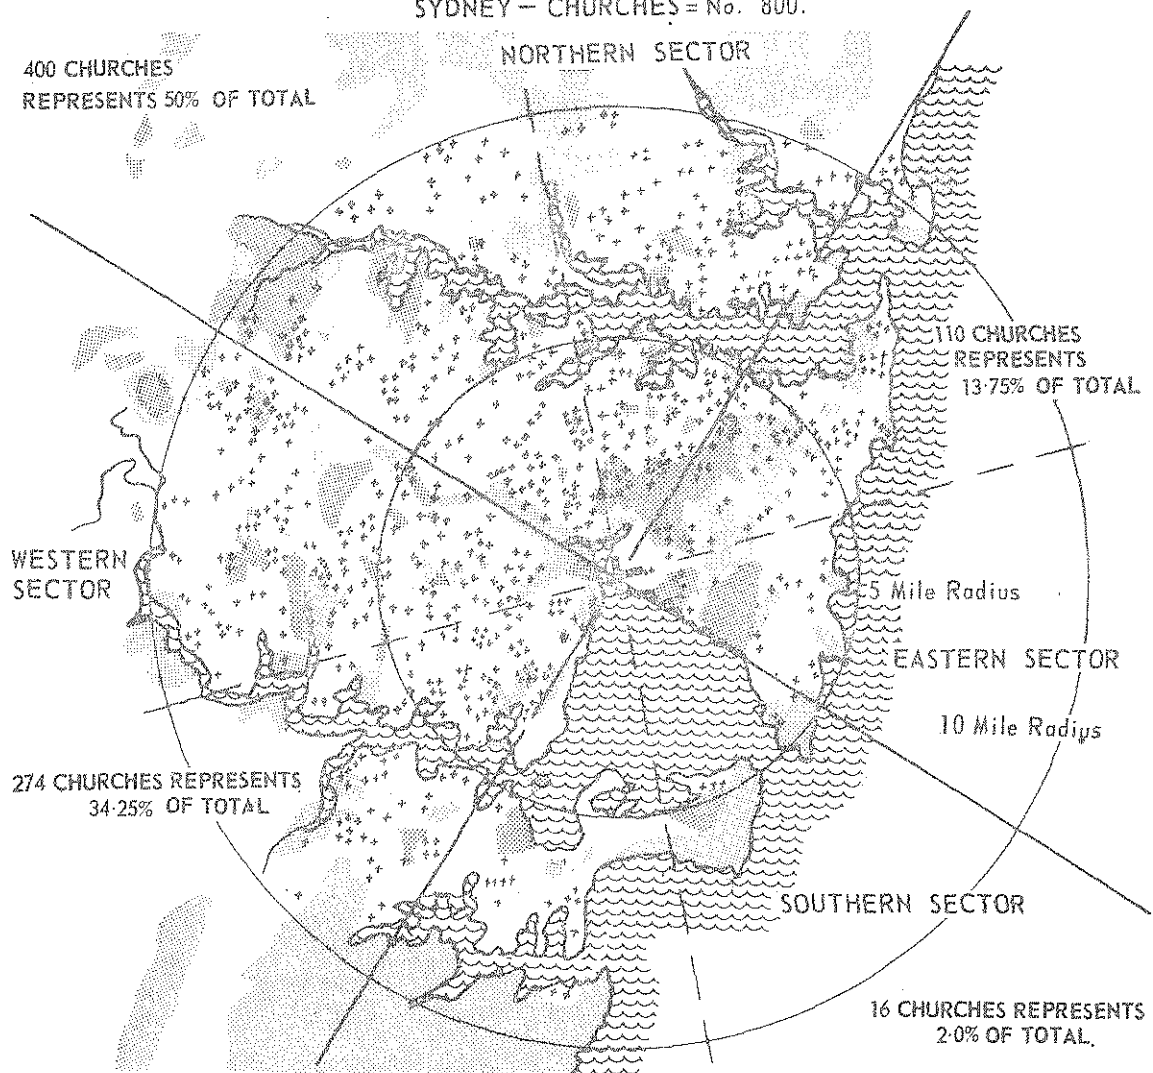 SYDNEY – CHURCHES = No. 800.
NORTHERN SECTOR
400 CHURCHES
REPRESENTS 50% OF TOTAL
110 CHURCHES
REPRESENTS
13·75% OF TOTAL
WESTERN
SECTOR
5 Mile Radius
EASTERN SECTOR
10 Mile Radius
274 CHURCHES REPRESENTS
34·25% OF TOTAL
SOUTHERN SECTOR
16 CHURCHES REPRESENTS
2·0% OF TOTAL.